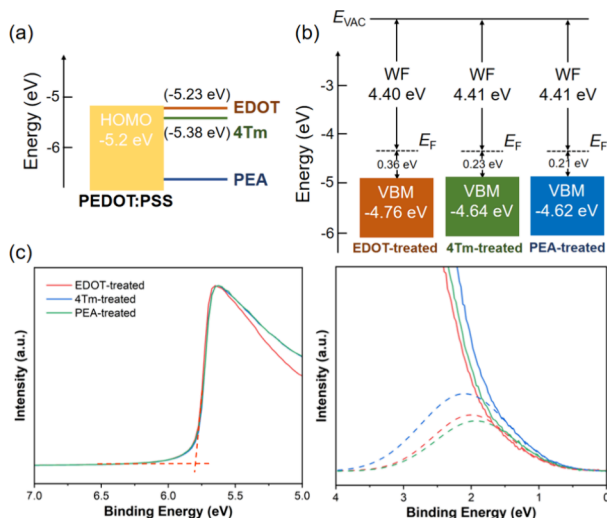 (a)
Energy (eV)
-5
-6
HOMO
-5.2 eV
PEDOT:PSS
(-5.23 eV)
EDOT
(-5.38 eV)
4Tm
PEA
(b)
EVAC
Energy (eV)
-3
-4
-5
-6
WF
4.40 eV
EF
0.36 eV
VBM
-4.76 eV
EDOT-treated
WF
4.41 eV
EF
0.23 eV
VBM
-4.64 eV
4Tm-treated
WF
4.41 eV
EF
0.21 eV
VBM
-4.62 eV
PEA-treated
(c)
EDOT-treated
4Tm-treated
PEA-treated
Intensity (a.u.)
7.0 6.5 6.0 5.5 5.0
Binding Energy (eV)
Intensity (a.u.)
4 3 2 1 0
Binding Energy (eV)